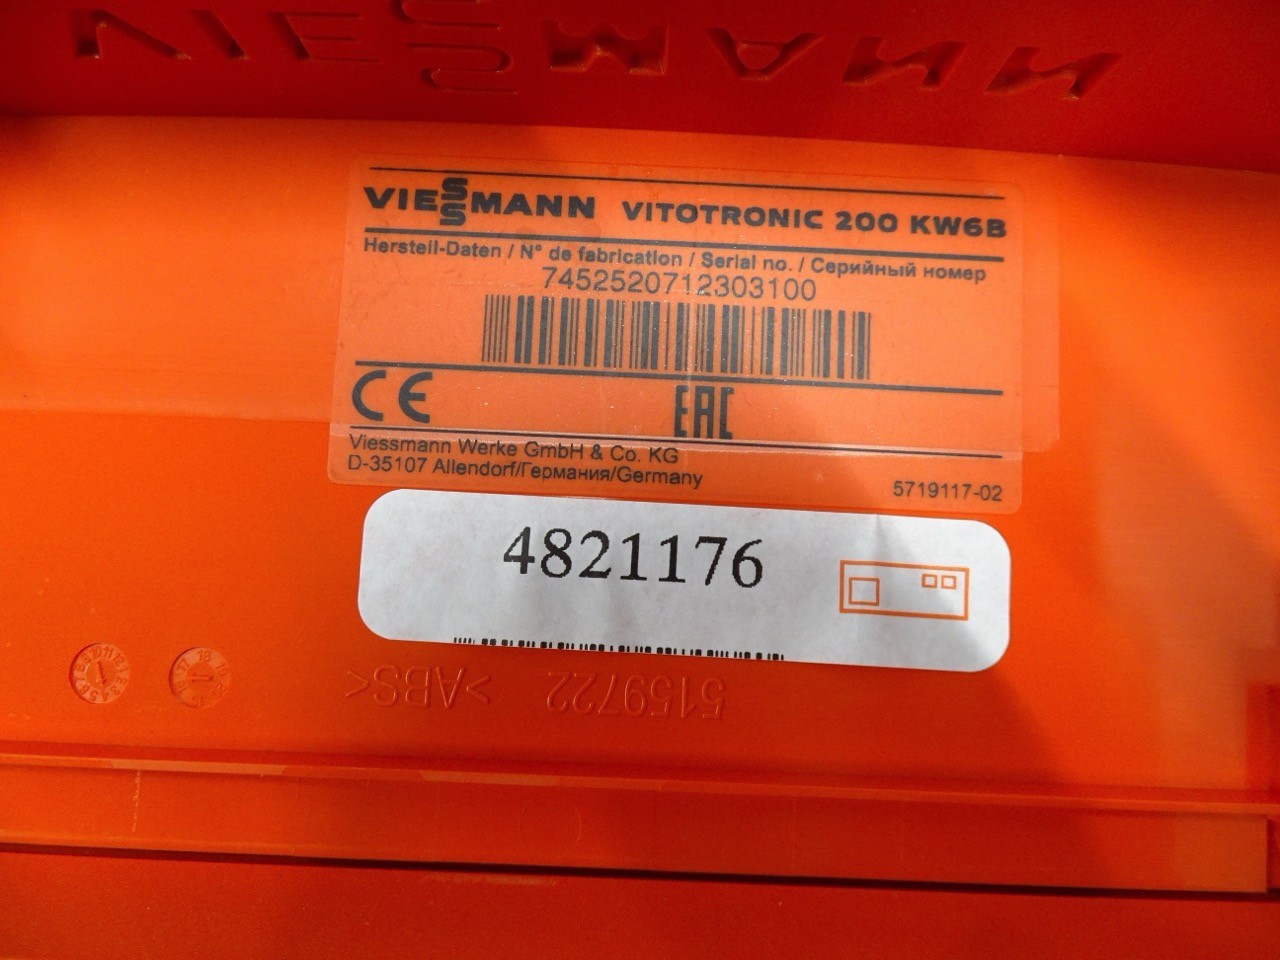 VIESSMANN
VIESSMANN VITOTRONIC 200 KW6B
Herstell-Daten / N° de fabrication / Serial no. / Серийный номер
7452520712303100
CE EAC
Viessmann Werke GmbH & Co. KG
D-35107 Allendorf/Германия/Germany
5719117-02
4821176
5159722 >ABS<